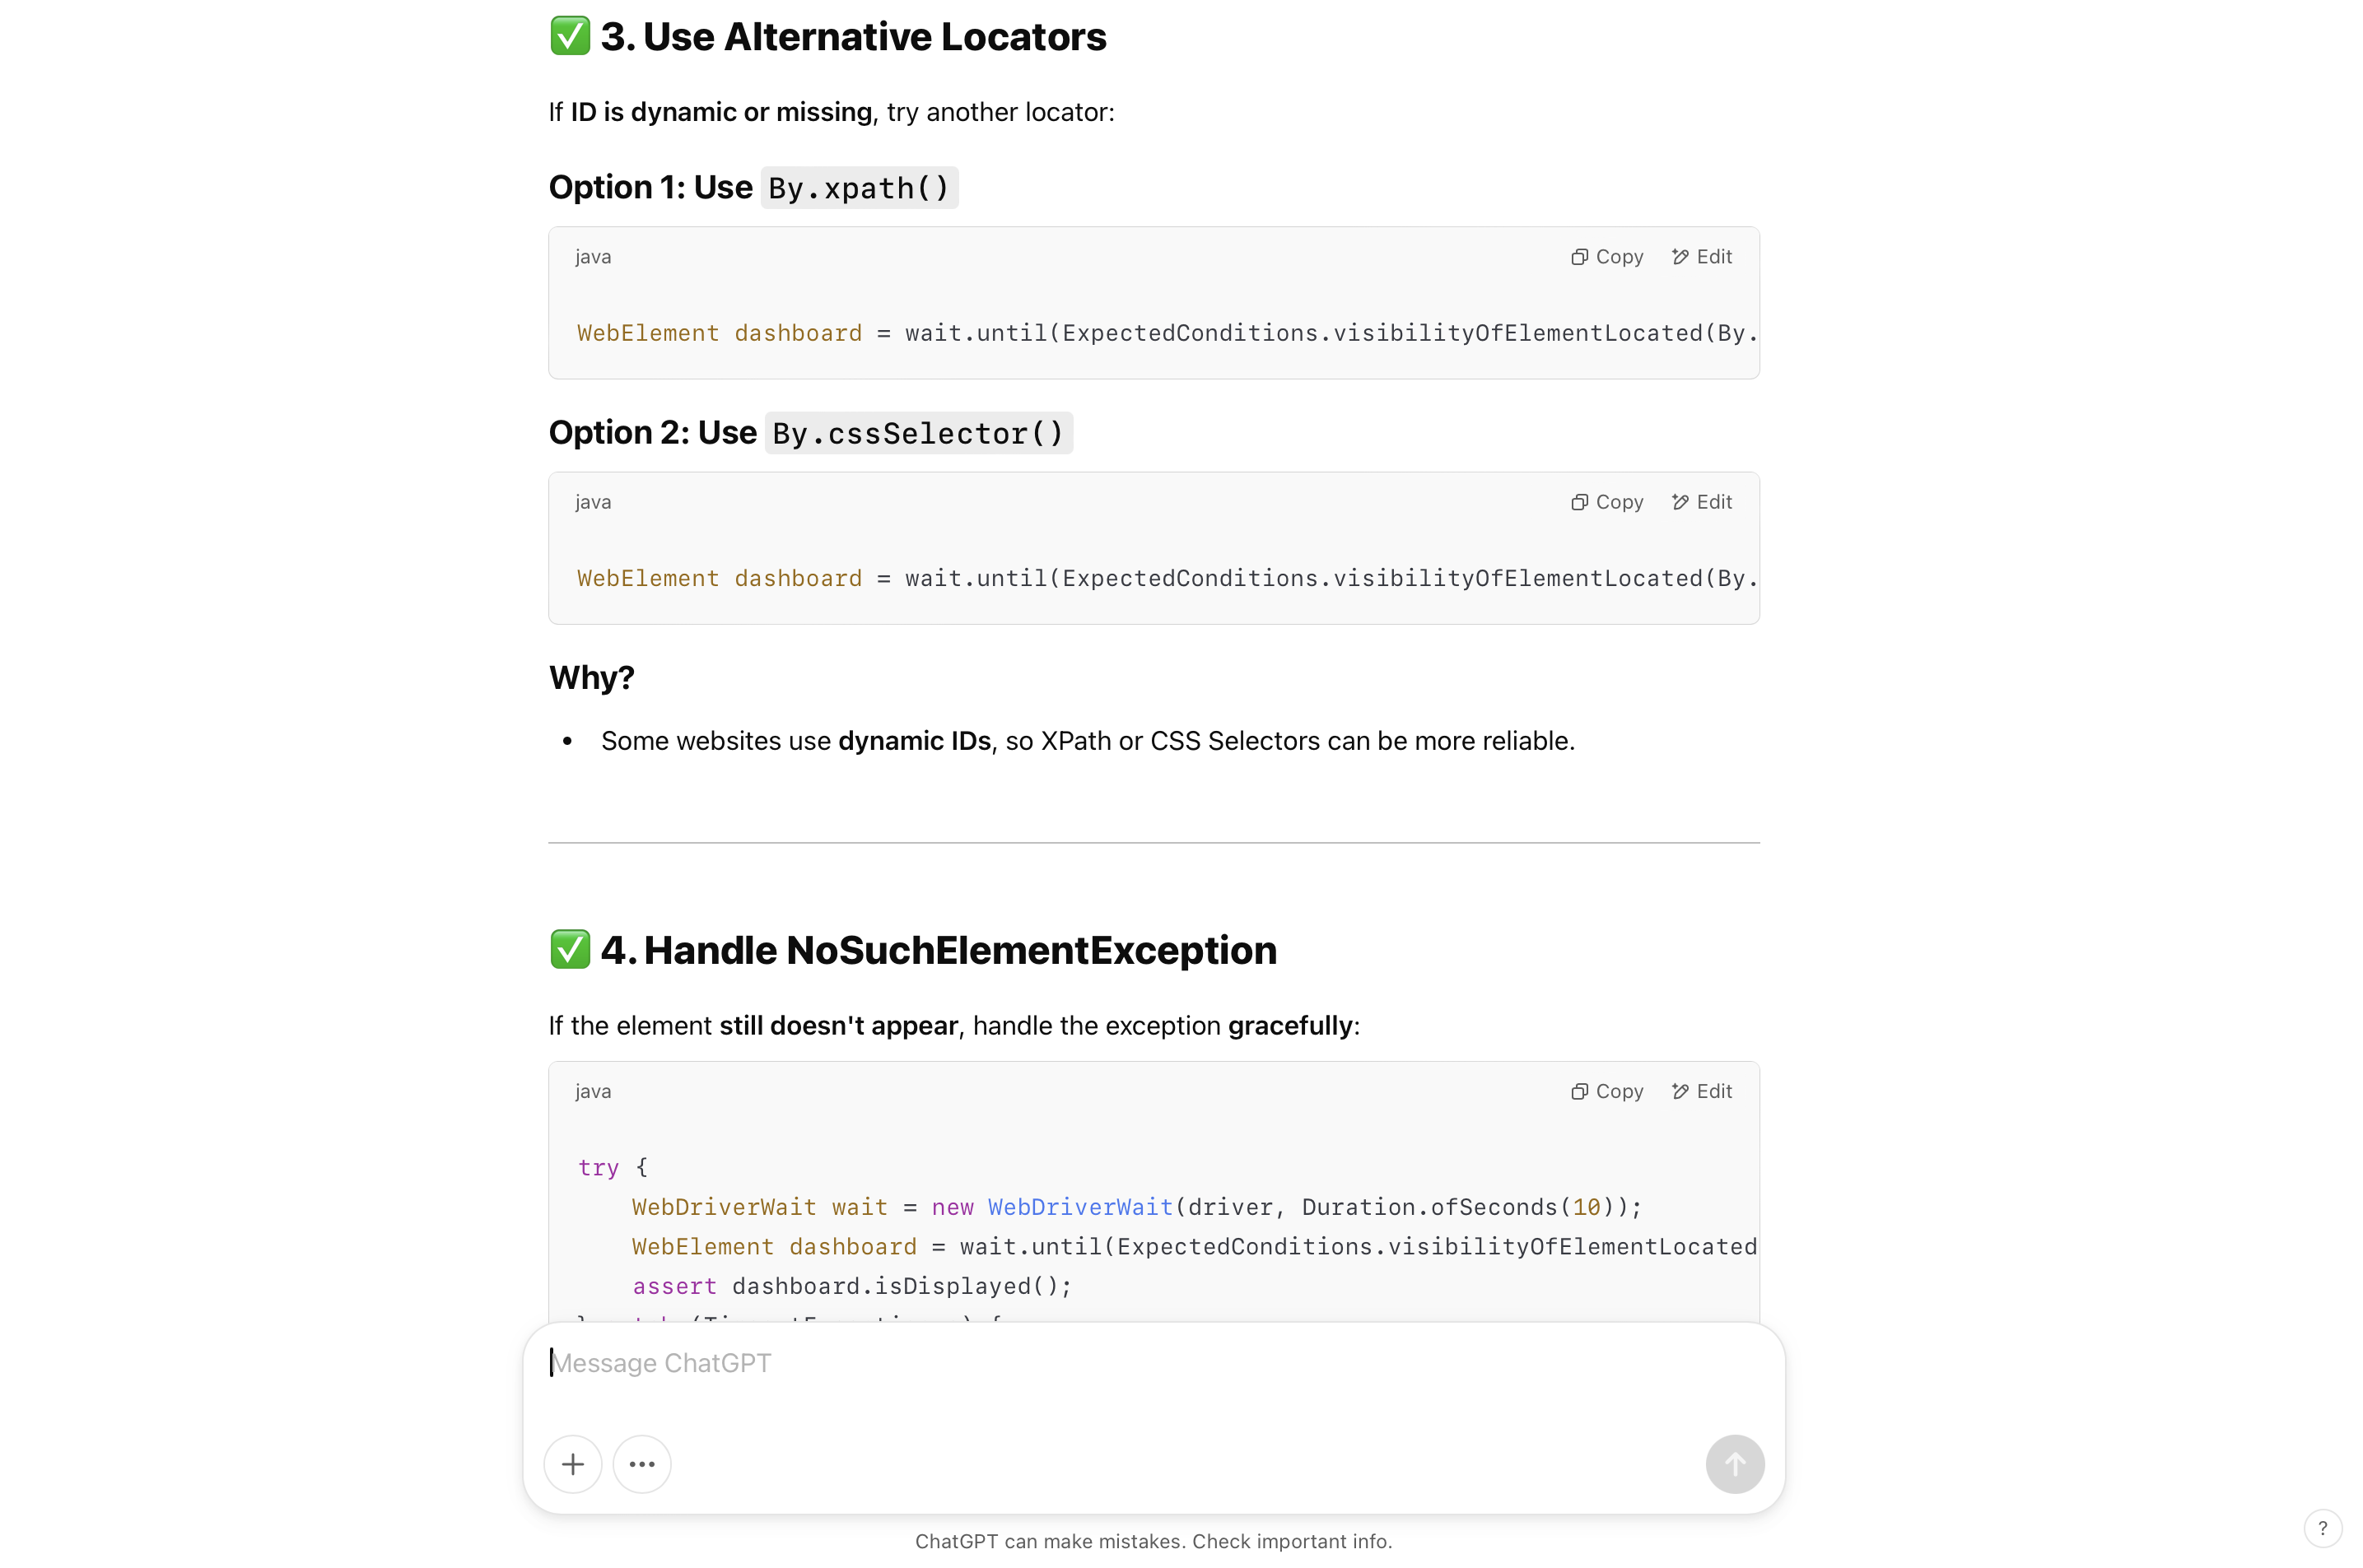 ✅ 3. Use Alternative Locators
If ID is dynamic or missing, try another locator:
Option 1: Use By.xpath()
java
Copy
Edit
WebElement dashboard = wait.until(ExpectedConditions.visibilityOfElementLocated(By.
Option 2: Use By.cssSelector()
java
Copy
Edit
WebElement dashboard = wait.until(ExpectedConditions.visibilityOfElementLocated(By.
Why?
• Some websites use dynamic IDs, so XPath or CSS Selectors can be more reliable.
✅ 4. Handle NoSuchElementException
If the element still doesn't appear, handle the exception gracefully:
java
Copy
Edit
try {
WebDriverWait wait = new WebDriverWait(driver, Duration.ofSeconds(10));
WebElement dashboard = wait.until(ExpectedConditions.visibilityOfElementLocated
assert dashboard.isDisplayed();
Message ChatGPT
ChatGPT can make mistakes. Check important info.
?